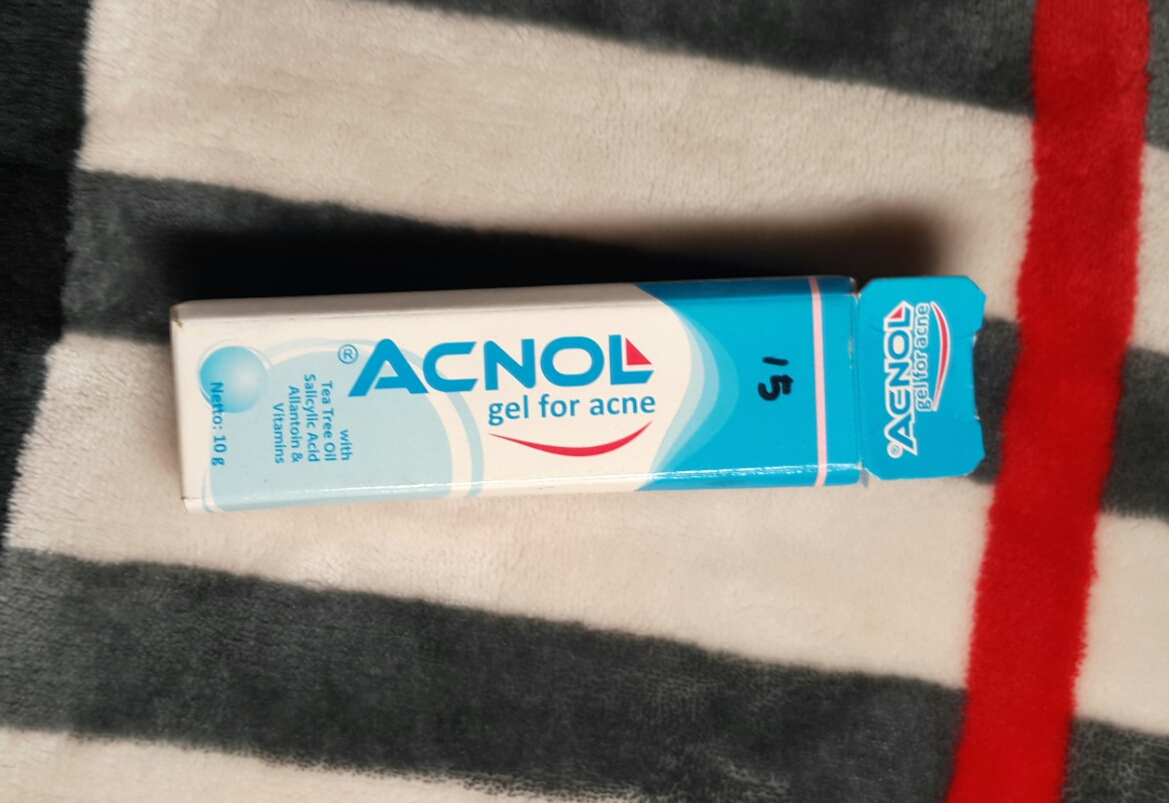 ACNOL®
gel for acne
with
Tea Tree Oil
Salicylic Acid
Allantoin &
Vitamins
Netto: 10 g
15
ACNOL®
gel for acne